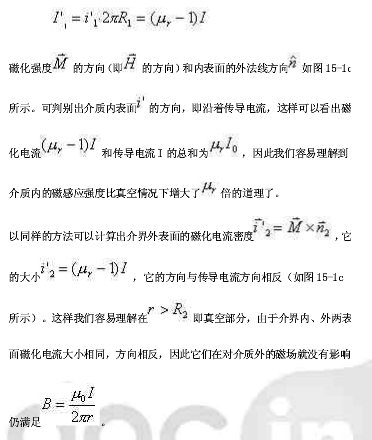 I'₁ = i'₁·2πR₁ = (μᵣ − 1)I
磁化强度 M⃗ 的方向(即 H⃗ 的方向)和内表面的外法线方向 n̂ 如图 15-1c
所示。可判别出介质内表面 i⃗' 的方向,即沿着传导电流,这样可以看出磁
化电流 (μᵣ − 1)I 和传导电流 I 的总和为 μᵣI₀ ,因此我们容易理解到
介质内的磁感应强度比真空情况下增大了 μᵣ 倍的道理了。
以同样的方法可以计算出介界外表面的磁化电流密度 i⃗'₂ = M⃗ × n⃗₂ ,它
的大小 i'₂ = (μᵣ − 1)I ,它的方向与传导电流方向相反(如图 15-1c
所示)。这样我们容易理解在 r > R₂ 即真空部分,由于介界内、外两表
面磁化电流大小相同,方向相反,因此它们在对介质外的磁场就没有影响
仍满足 B = μ₀I / 2πr 。